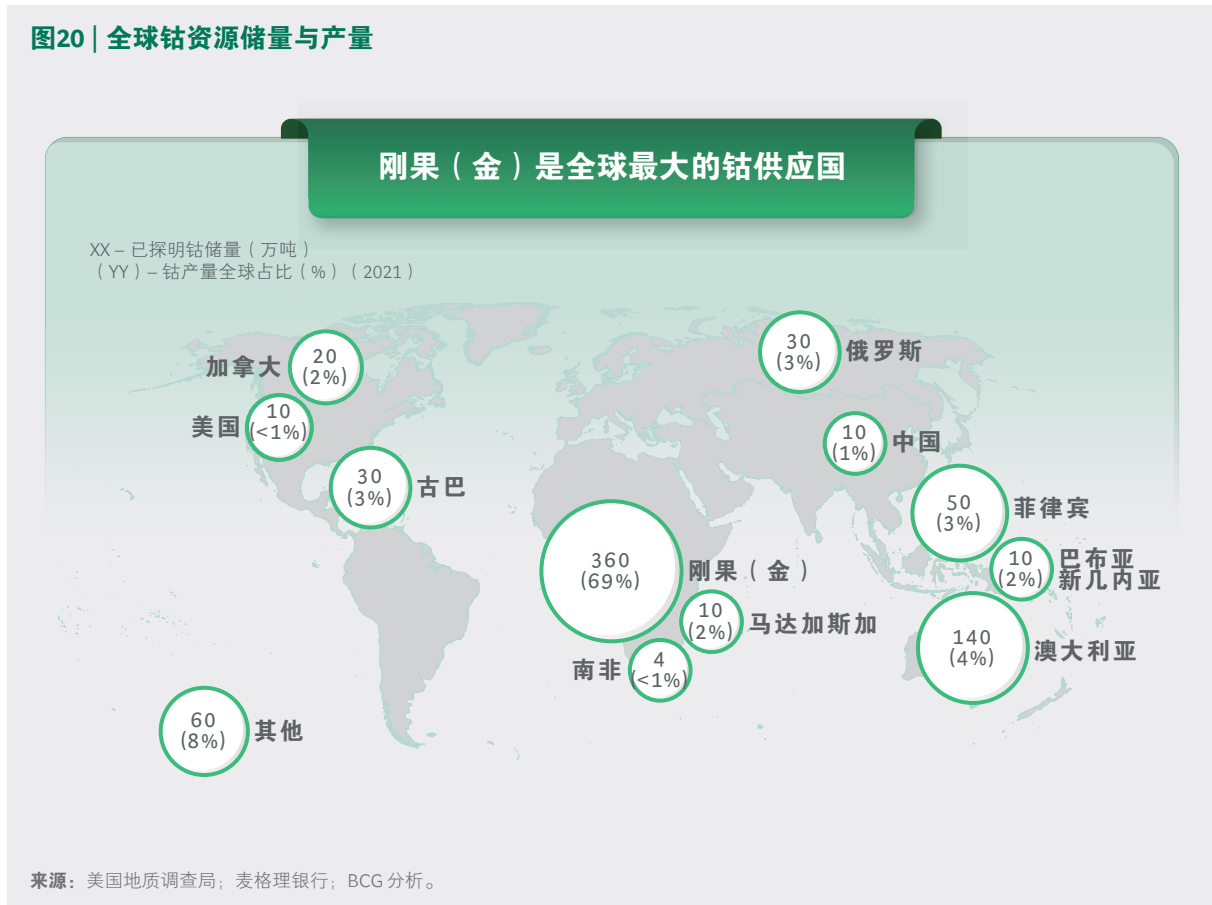 图20 | 全球钴资源储量与产量
刚果（金）是全球最大的钴供应国
XX – 已探明钴储量（万吨）
（YY）– 钴产量全球占比（%）（2021）
加拿大
20
(2%)
美国
10
(<1%)
古巴
30
(3%)
俄罗斯
30
(3%)
中国
10
(1%)
菲律宾
50
(3%)
巴布亚
新几内亚
10
(2%)
刚果（金）
360
(69%)
马达加斯加
10
(2%)
南非
4
(<1%)
澳大利亚
140
(4%)
其他
60
(8%)
来源：美国地质调查局；麦格理银行；BCG 分析。